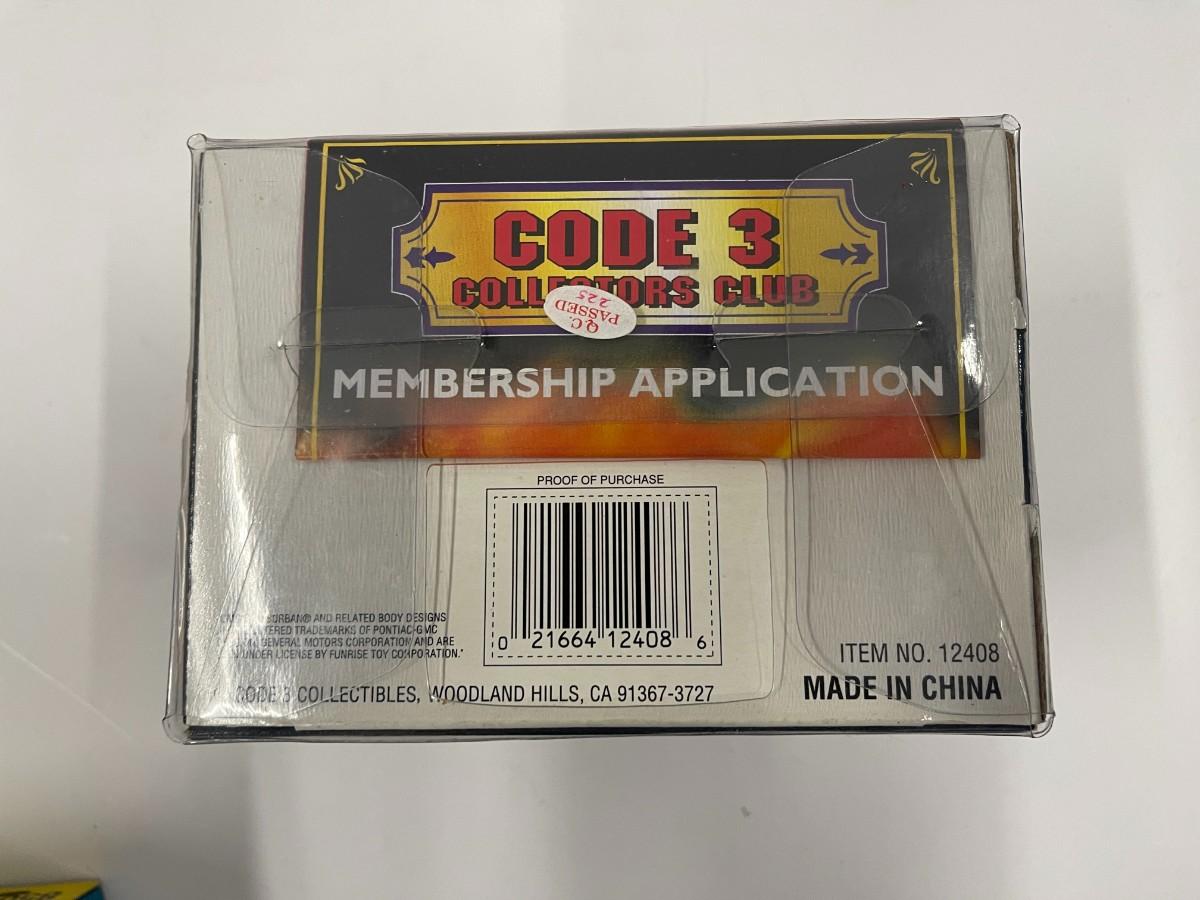 CODE 3
COLLECTORS CLUB
Q.C.
PASSED
225
MEMBERSHIP APPLICATION
PROOF OF PURCHASE
0 21664 12408 6
AND RELATED BODY DESIGNS
TRADEMARKS OF PONTIAC-GMC
GENERAL MOTORS CORPORATION AND ARE
UNDER LICENSE BY FUNRISE TOY CORPORATION.
CODE 3 COLLECTIBLES, WOODLAND HILLS, CA 91367-3727
ITEM NO. 12408
MADE IN CHINA